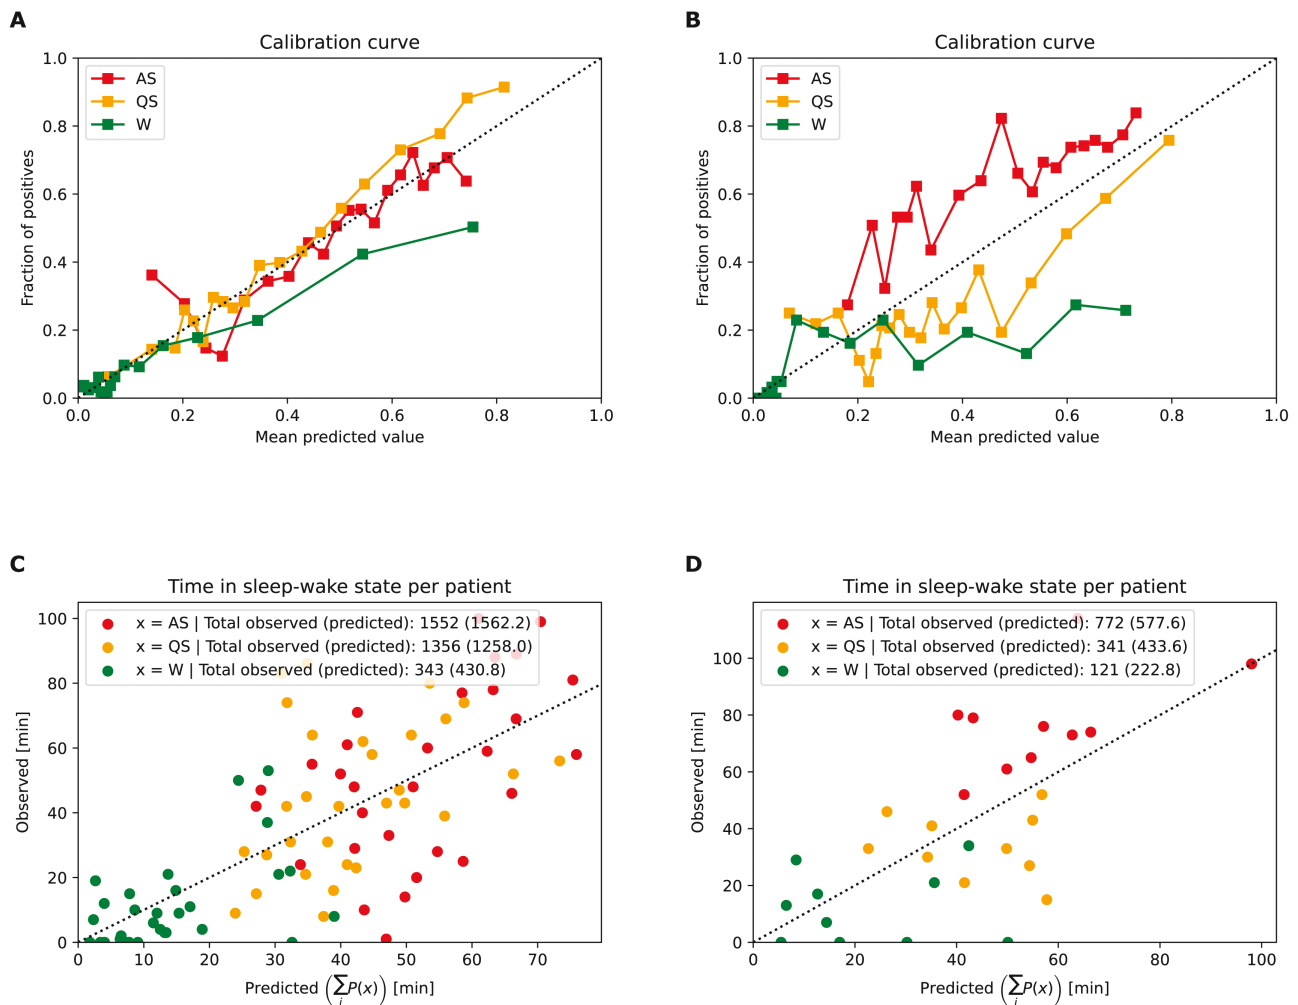 A
Calibration curve
1.0
0.8
0.6
0.4
0.2
0.0
Fraction of positives
AS
QS
W
0.0 0.2 0.4 0.6 0.8 1.0
Mean predicted value
B
Calibration curve
1.0
0.8
0.6
0.4
0.2
0.0
Fraction of positives
AS
QS
W
0.0 0.2 0.4 0.6 0.8 1.0
Mean predicted value
C
Time in sleep-wake state per patient
100
80
60
40
20
0
Observed [min]
x = AS | Total observed (predicted): 1552 (1562.2)
x = QS | Total observed (predicted): 1356 (1258.0)
x = W | Total observed (predicted): 343 (430.8)
0 10 20 30 40 50 60 70
Predicted (∑i P(x)) [min]
D
Time in sleep-wake state per patient
100
80
60
40
20
0
Observed [min]
x = AS | Total observed (predicted): 772 (577.6)
x = QS | Total observed (predicted): 341 (433.6)
x = W | Total observed (predicted): 121 (222.8)
0 20 40 60 80 100
Predicted (∑i P(x)) [min]